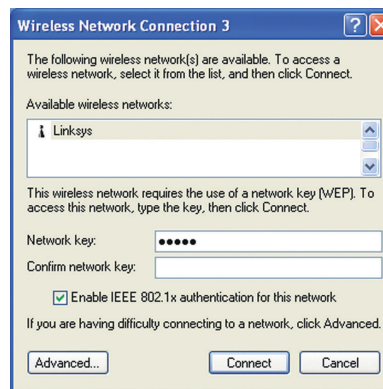 Wireless Network Connection 3
The following wireless network(s) are available. To access a
wireless network, select it from the list, and then click Connect.
Available wireless networks:
Linksys
This wireless network requires the use of a network key (WEP). To
access this network, type the key, then click Connect.
Network key: •••••
Confirm network key:
Enable IEEE 802.1x authentication for this network
If you are having difficulty connecting to a network, click Advanced.
Advanced... Connect Cancel